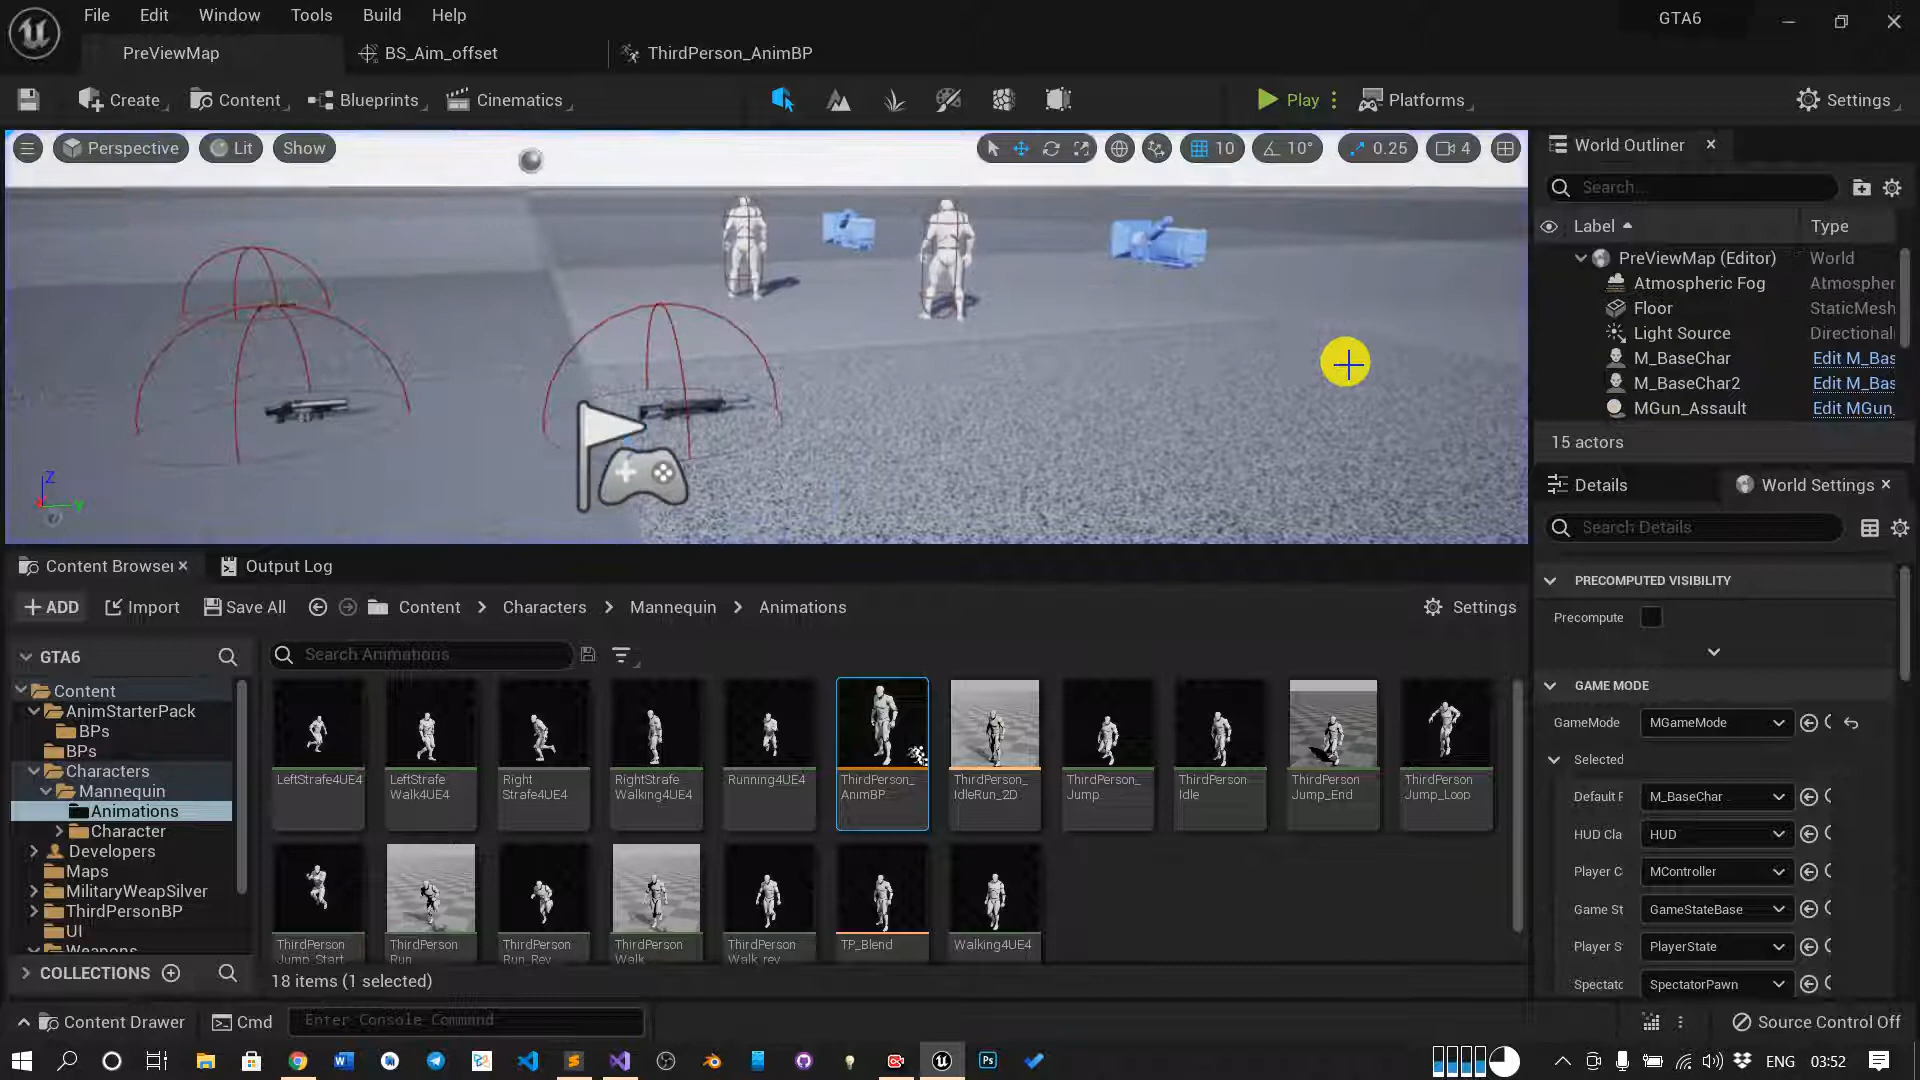 File Edit Window Tools Build Help
GTA6
PreViewMap
BS_Aim_offset
ThirdPerson_AnimBP
Create
Content
Blueprints
Cinematics
Play
Platforms
Settings
Perspective
Lit
Show
10
10°
0.25
4
World Outliner
Search...
Label
Type
PreViewMap (Editor) World
Atmospheric Fog Atmospher
Floor StaticMesh
Light Source Directional
M_BaseChar Edit M_Bas
M_BaseChar2 Edit M_Bas
MGun_Assault Edit MGun_
15 actors
Z
Y
Details
World Settings
Search Details
PRECOMPUTED VISIBILITY
Precompute
GAME MODE
GameMode MGameMode
Selected
Default F M_BaseChar
HUD Cla HUD
Player C MController
Game St GameStateBase
Player S PlayerState
Spectatc SpectatorPawn
Content Browser
Output Log
ADD
Import
Save All
Content
Characters
Mannequin
Animations
Settings
GTA6
Search Animations
Content
AnimStarterPack
BPs
BPs
Characters
Mannequin
Animations
Character
Developers
Maps
MilitaryWeapSilver
ThirdPersonBP
UI
Weapons
LeftStrafe4UE4
LeftStrafe
Walk4UE4
Right
Strafe4UE4
RightStrafe
Walking4UE4
Running4UE4
ThirdPerson_
AnimBP
ThirdPerson_
IdleRun_2D
ThirdPerson_
Jump
ThirdPerson
Idle
ThirdPerson
Jump_End
ThirdPerson
Jump_Loop
ThirdPerson
Jump_Start
ThirdPerson
Run
ThirdPerson
Run_Rev
ThirdPerson
Walk
ThirdPerson
Walk_rev
TP_Blend
Walking4UE4
COLLECTIONS
18 items (1 selected)
Content Drawer
Cmd
Enter Console Command
Source Control Off
W
Ps
ENG
03:52